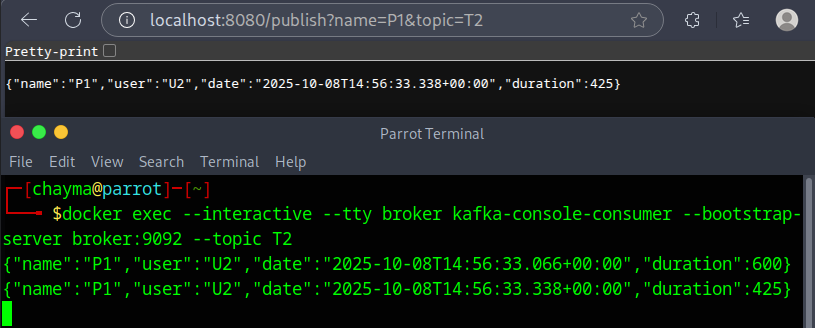 localhost:8080/publish?name=P1&topic=T2
Pretty-print
{"name":"P1","user":"U2","date":"2025-10-08T14:56:33.338+00:00","duration":425}
Parrot Terminal
File Edit View Search Terminal Help
[chayma@parrot]─[~]
$docker exec --interactive --tty broker kafka-console-consumer --bootstrap-
server broker:9092 --topic T2
{"name":"P1","user":"U2","date":"2025-10-08T14:56:33.066+00:00","duration":600}
{"name":"P1","user":"U2","date":"2025-10-08T14:56:33.338+00:00","duration":425}